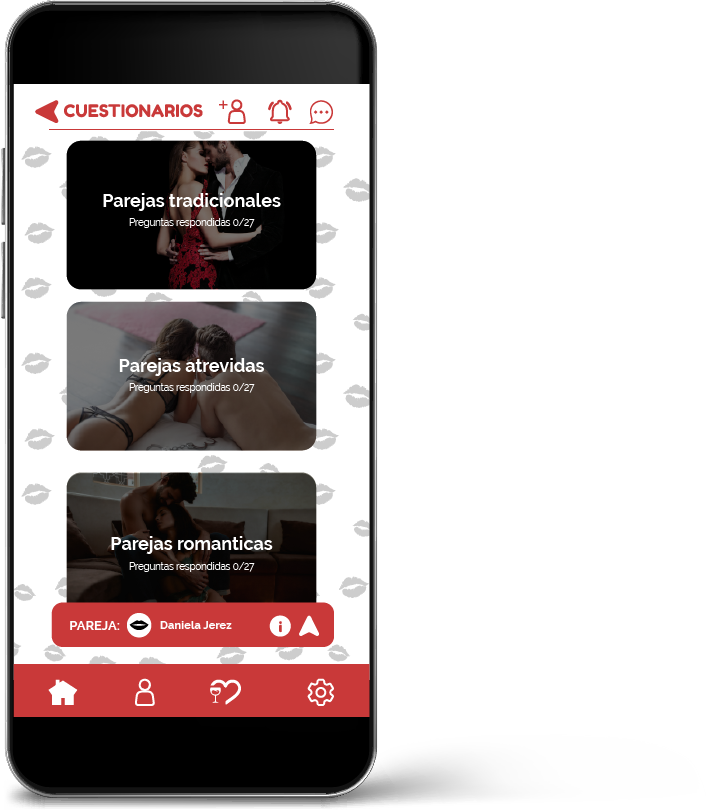 CUESTIONARIOS
Parejas tradicionales
Preguntas respondidas 0/27
Parejas atrevidas
Preguntas respondidas 0/27
Parejas romanticas
Preguntas respondidas 0/27
PAREJA: Daniela Jerez